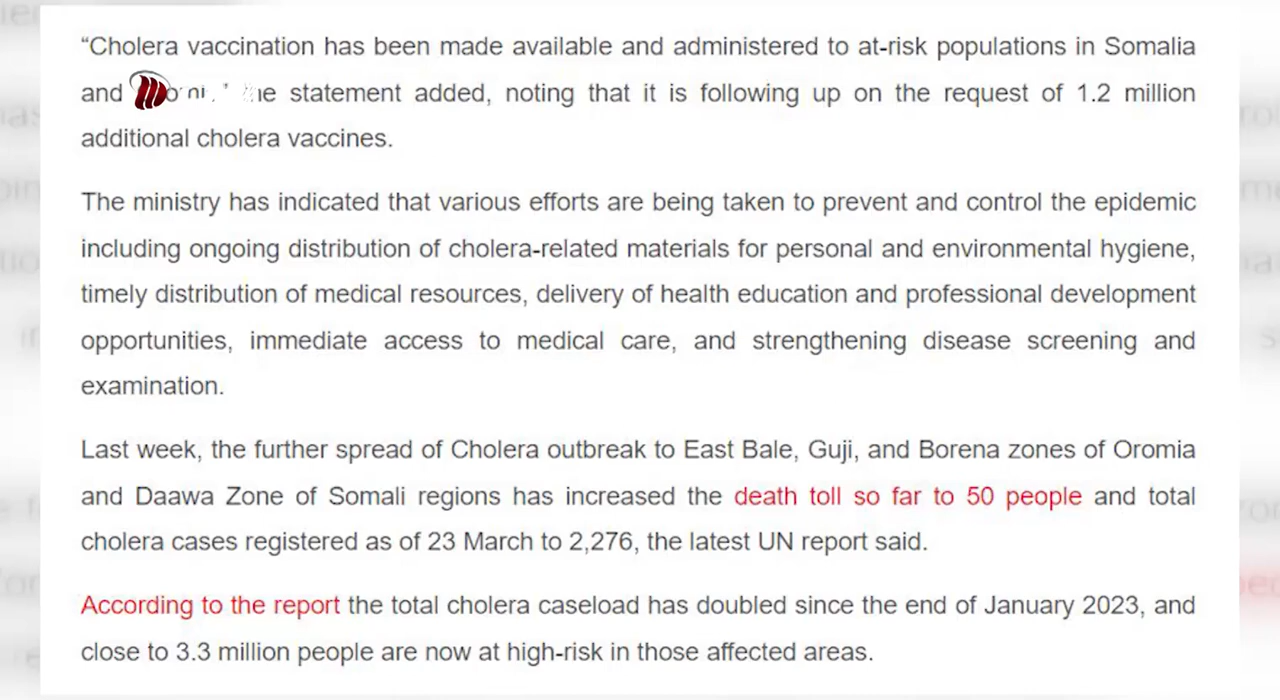 “Cholera vaccination has been made available and administered to at-risk populations in Somalia
and statement added, noting that it is following up on the request of 1.2 million
additional cholera vaccines.
The ministry has indicated that various efforts are being taken to prevent and control the epidemic
including ongoing distribution of cholera-related materials for personal and environmental hygiene,
timely distribution of medical resources, delivery of health education and professional development
opportunities, immediate access to medical care, and strengthening disease screening and
examination.
Last week, the further spread of Cholera outbreak to East Bale, Guji, and Borena zones of Oromia
and Daawa Zone of Somali regions has increased the death toll so far to 50 people and total
cholera cases registered as of 23 March to 2,276, the latest UN report said.
According to the report the total cholera caseload has doubled since the end of January 2023, and
close to 3.3 million people are now at high-risk in those affected areas.